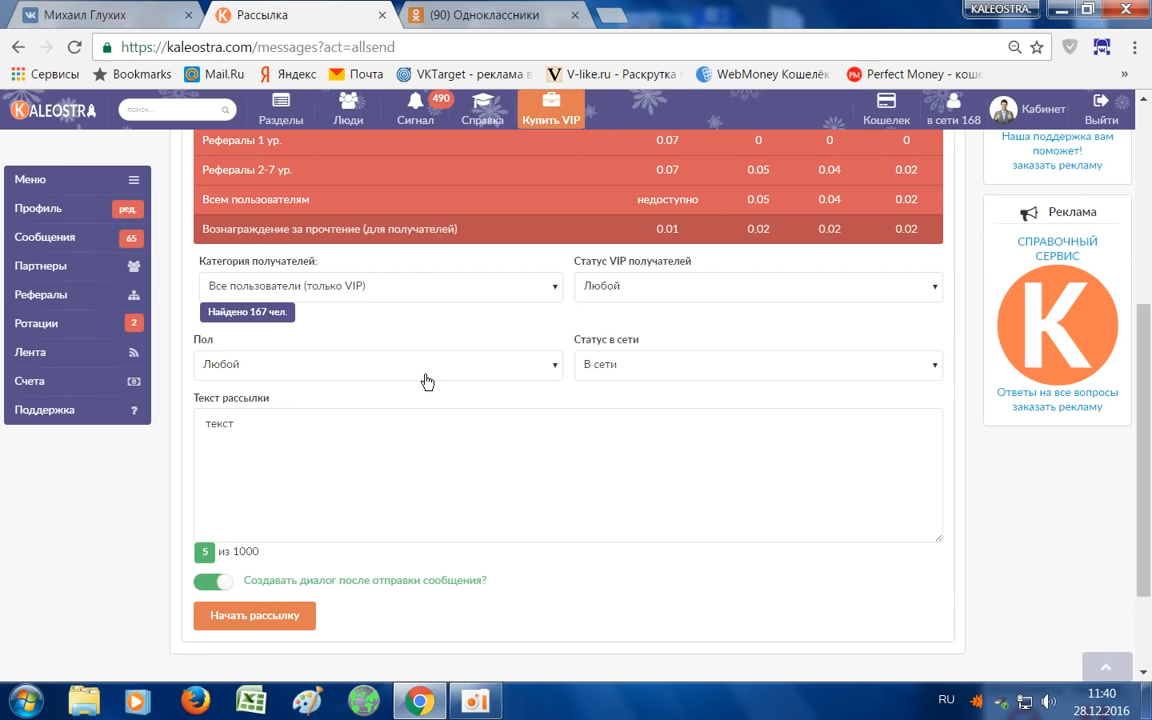 Михаил Глухих
Рассылка
(90) Одноклассники
KALEOSTRA.
https://kaleostra.com/messages?act=allsend
Сервисы
Bookmarks
Mail.Ru
Яндекс
Почта
VKTarget - реклама в
V-like.ru - Раскрутка
WebMoney Кошелёк
Perfect Money - коше
»
KALEOSTRA
поиск...
Разделы
Люди
490
Сигнал
Справка
Купить VIP
Кошелек
в сети 168
Кабинет
Выйти
Меню
Профиль ред.
Сообщения 65
Партнеры
Рефералы
Ротации 2
Лента
Счета
Поддержка ?
Рефералы 1 ур. 0.07 0 0 0
Рефералы 2-7 ур. 0.07 0.05 0.04 0.02
Всем пользователям недоступно 0.05 0.04 0.02
Вознаграждение за прочтение (для получателей) 0.01 0.02 0.02 0.02
Категория получателей:
Статус VIP получателей
Все пользователи (только VIP)
Любой
Найдено 167 чел.
Пол
Статус в сети
Любой
В сети
Текст рассылки
текст
5 из 1000
Создавать диалог после отправки сообщения?
Начать рассылку
Наша поддержка вам
поможет!
заказать рекламу
Реклама
СПРАВОЧНЫЙ
СЕРВИС
K
Ответы на все вопросы
заказать рекламу
RU
11:40
28.12.2016